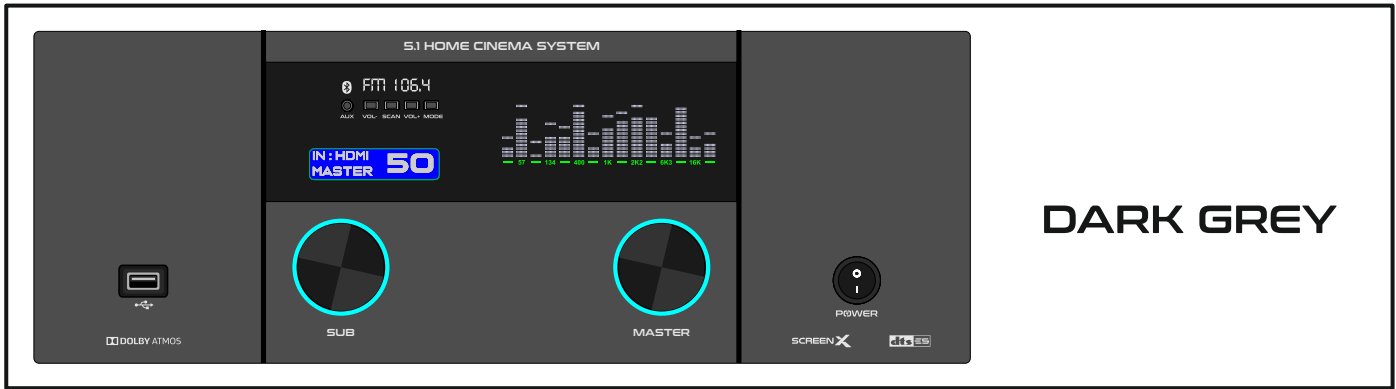 5.1 HOME CINEMA SYSTEM
FM 106.4
AUX VOL- SCAN VOL+ MODE
IN : HDMI
MASTER 50
57 134 400 1K 2K2 6K3 16K
DARK GREY
SUB
MASTER
POWER
DOLBY ATMOS
SCREEN X
dts ES